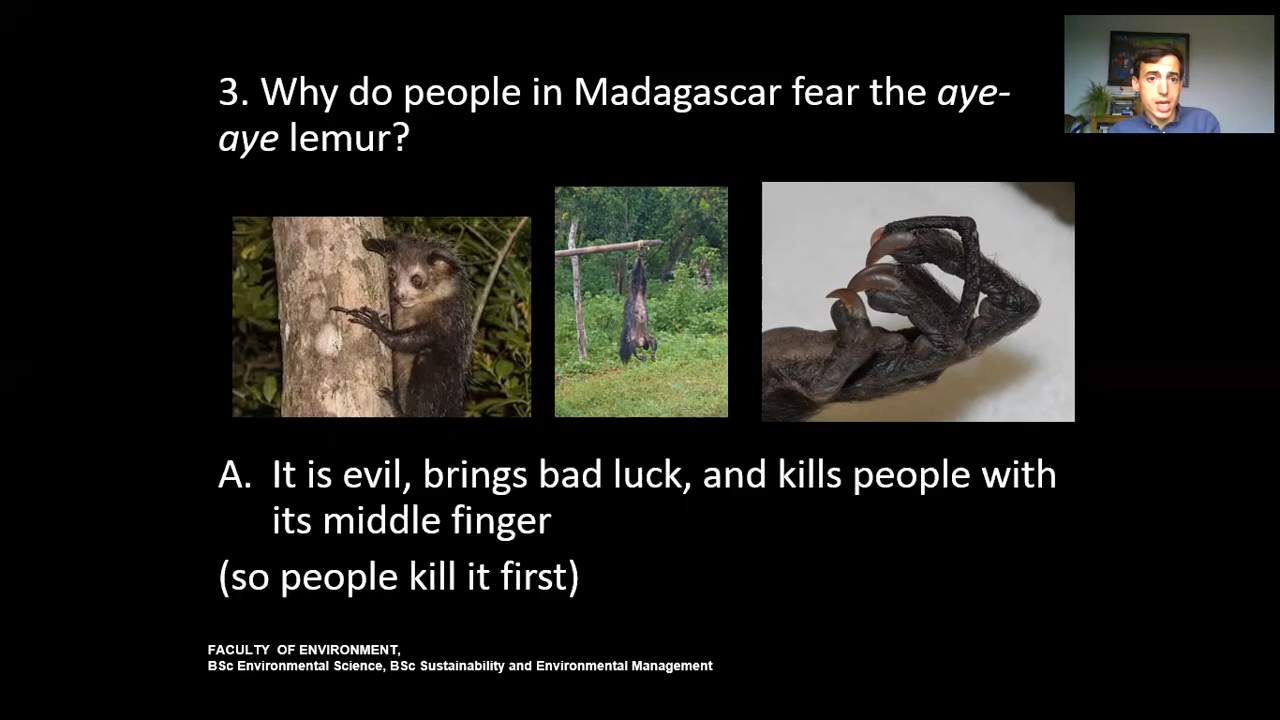 3. Why do people in Madagascar fear the aye-
aye lemur?
A. It is evil, brings bad luck, and kills people with
its middle finger
(so people kill it first)
FACULTY OF ENVIRONMENT,
BSc Environmental Science, BSc Sustainability and Environmental Management